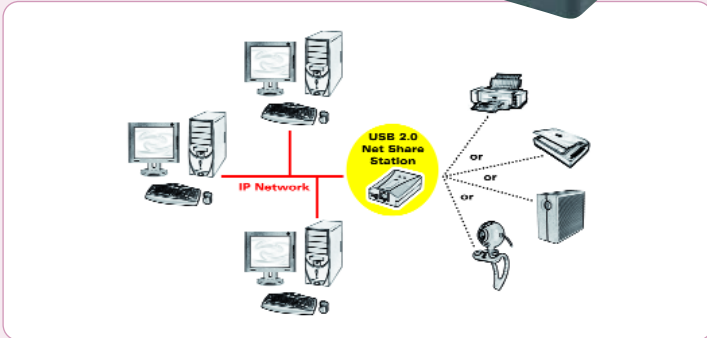 USB 2.0
Net Share
Station
IP Network
or
or
or